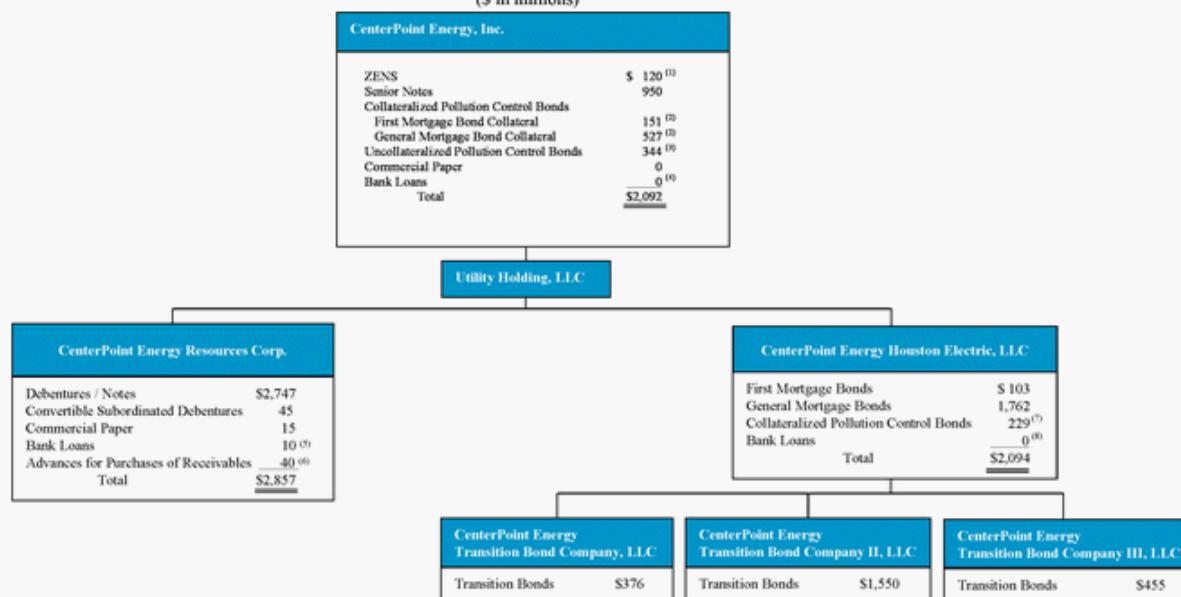 ($ in millions)
CenterPoint Energy, Inc.
ZENS $ 120 (1)
Senior Notes 950
Collateralized Pollution Control Bonds
First Mortgage Bond Collateral 151 (2)
General Mortgage Bond Collateral 527 (2)
Uncollateralized Pollution Control Bonds 344 (3)
Commercial Paper 0
Bank Loans 0 (4)
Total $2,092
Utility Holding, LLC
CenterPoint Energy Resources Corp.
Debentures / Notes $2,747
Convertible Subordinated Debentures 45
Commercial Paper 15
Bank Loans 10 (5)
Advances for Purchases of Receivables 40 (6)
Total $2,857
CenterPoint Energy Houston Electric, LLC
First Mortgage Bonds $ 103
General Mortgage Bonds 1,762
Collateralized Pollution Control Bonds 229 (7)
Bank Loans 0 (8)
Total $2,094
CenterPoint Energy
Transition Bond Company, LLC
Transition Bonds $376
CenterPoint Energy
Transition Bond Company II, LLC
Transition Bonds $1,550
CenterPoint Energy
Transition Bond Company III, LLC
Transition Bonds $455